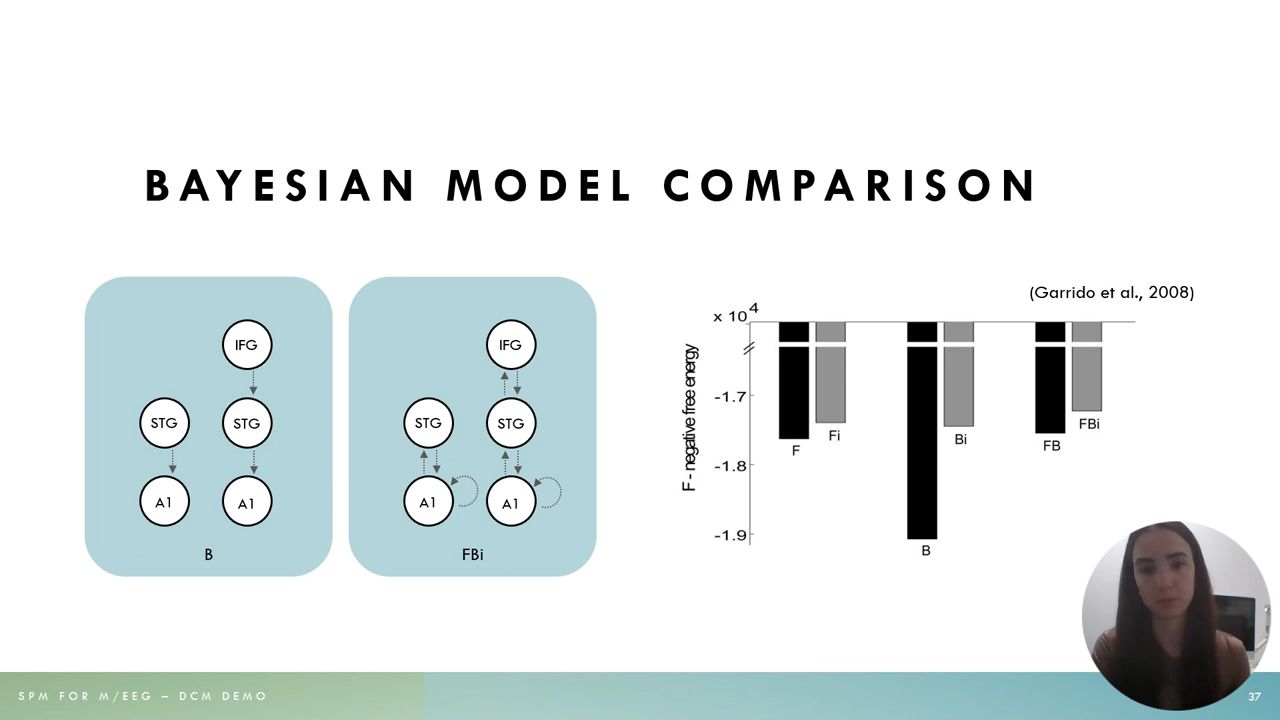 BAYESIAN MODEL COMPARISON
IFG
STG
STG
A1
A1
B
IFG
STG
STG
A1
A1
FBi
(Garrido et al., 2008)
x 10 4
F - negative free energy
-1.7
-1.8
-1.9
F
Fi
B
Bi
FB
FBi
SPM FOR M/EEG – DCM DEMO
37